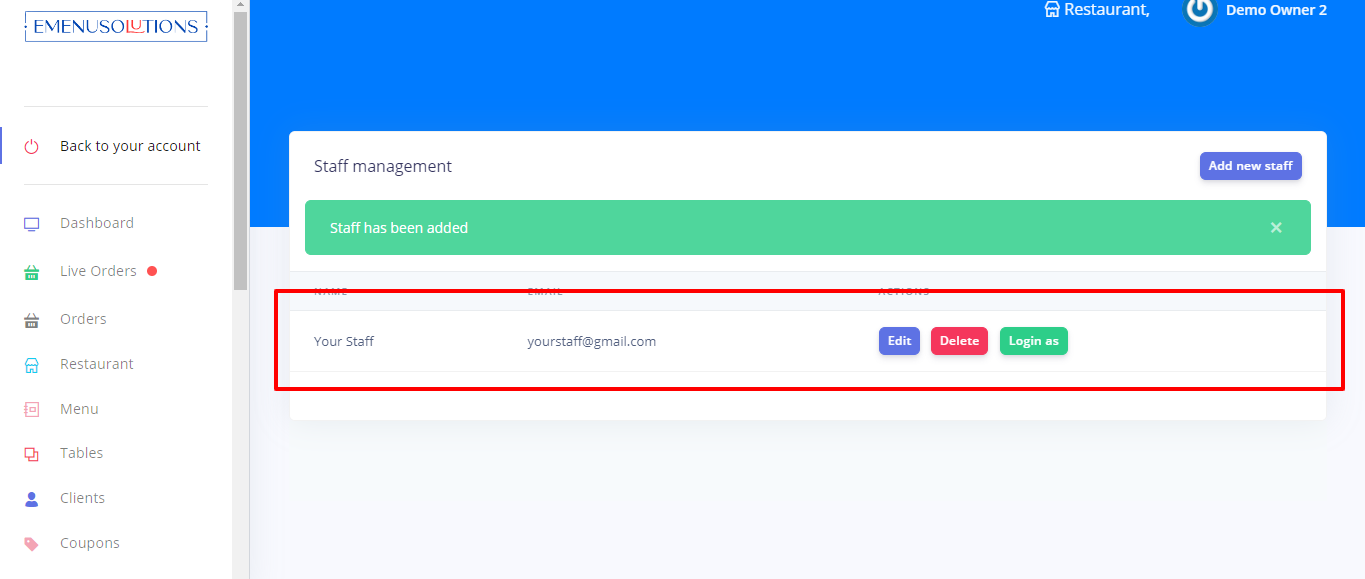 EMENUSOLUTIONS
Restaurant,
Demo Owner 2
Back to your account
Dashboard
Live Orders
Orders
Restaurant
Menu
Tables
Clients
Coupons
Staff management
Add new staff
Staff has been added
×
NAME EMAIL ACTIONS
Your Staff yourstaff@gmail.com Edit Delete Login as